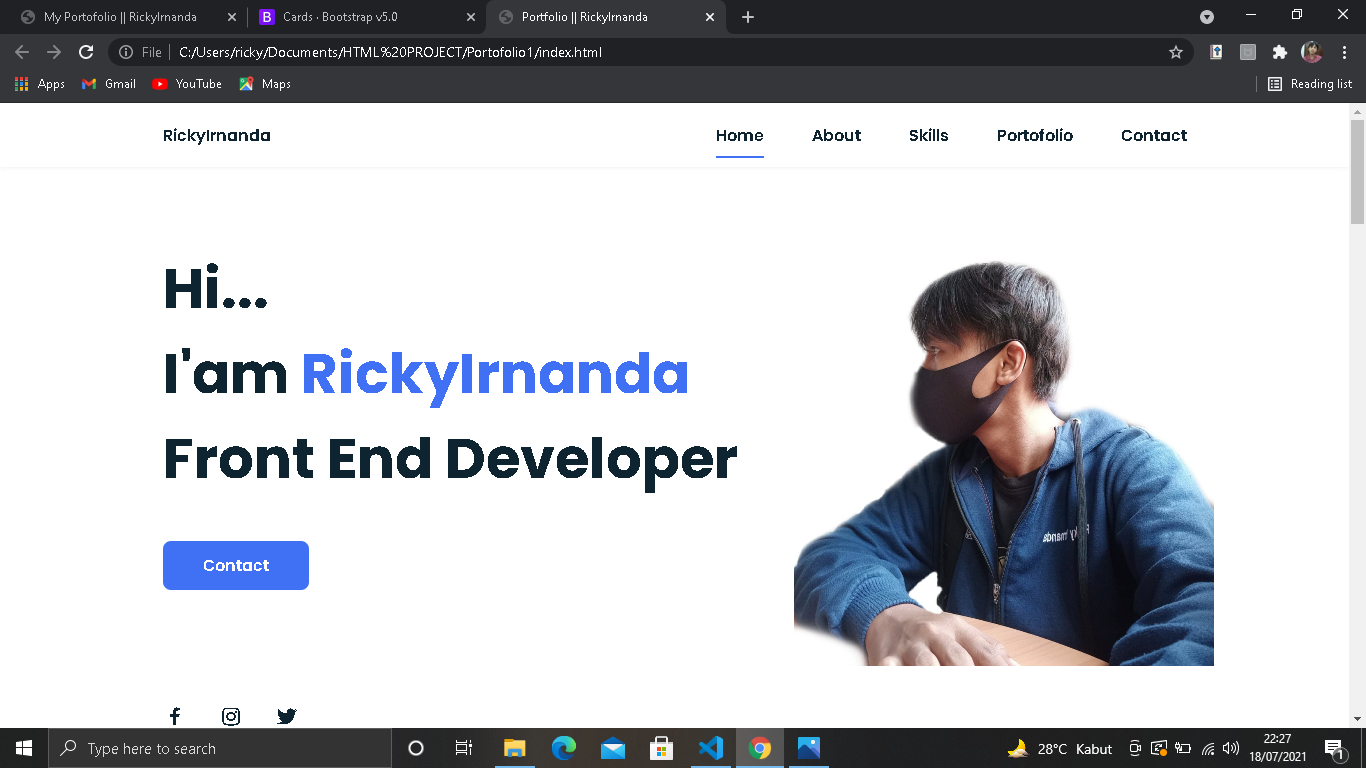 My Portofolio || RickyIrnanda
Cards · Bootstrap v5.0
Portfolio || RickyIrnanda
File
C:/Users/ricky/Documents/HTML%20PROJECT/Portofolio1/index.html
Apps
Gmail
YouTube
Maps
Reading list
RickyIrnanda
Home
About
Skills
Portofolio
Contact
Hi...
I'am RickyIrnanda
Front End Developer
Contact
Type here to search
28°C Kabut
22:27
18/07/2021
1